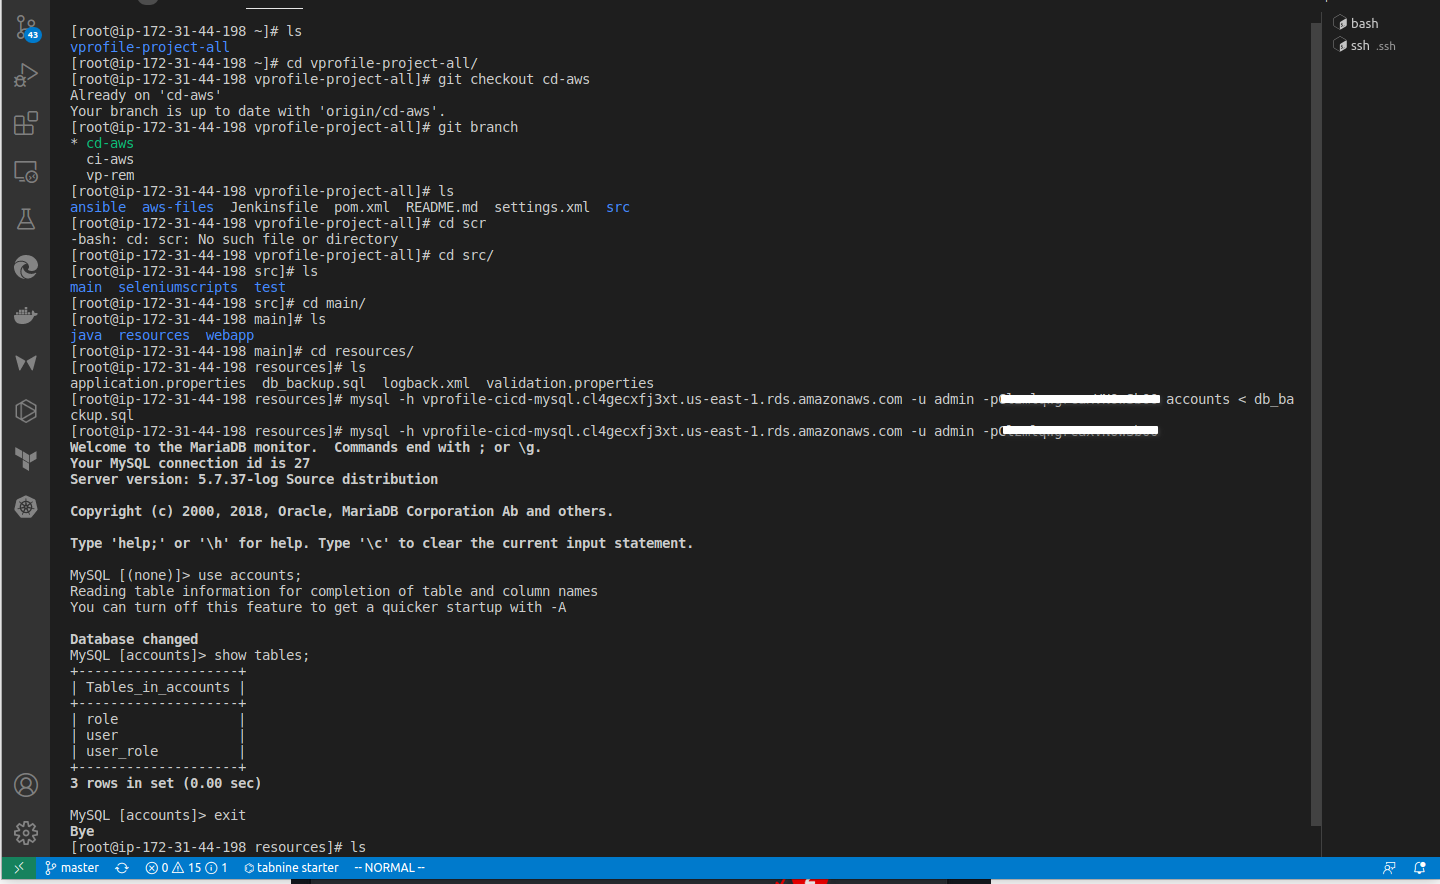 [root@ip-172-31-44-198 ~]# ls
vprofile-project-all
[root@ip-172-31-44-198 ~]# cd vprofile-project-all/
[root@ip-172-31-44-198 vprofile-project-all]# git checkout cd-aws
Already on 'cd-aws'
Your branch is up to date with 'origin/cd-aws'.
[root@ip-172-31-44-198 vprofile-project-all]# git branch
* cd-aws
  ci-aws
  vp-rem
[root@ip-172-31-44-198 vprofile-project-all]# ls
ansible  aws-files  Jenkinsfile  pom.xml  README.md  settings.xml  src
[root@ip-172-31-44-198 vprofile-project-all]# cd scr
-bash: cd: scr: No such file or directory
[root@ip-172-31-44-198 vprofile-project-all]# cd src/
[root@ip-172-31-44-198 src]# ls
main  seleniumscripts  test
[root@ip-172-31-44-198 src]# cd main/
[root@ip-172-31-44-198 main]# ls
java  resources  webapp
[root@ip-172-31-44-198 main]# cd resources/
[root@ip-172-31-44-198 resources]# ls
application.properties  db_backup.sql  logback.xml  validation.properties
[root@ip-172-31-44-198 resources]# mysql -h vprofile-cicd-mysql.cl4gecxfj3xt.us-east-1.rds.amazonaws.com -u admin -p accounts < db_ba
ckup.sql
[root@ip-172-31-44-198 resources]# mysql -h vprofile-cicd-mysql.cl4gecxfj3xt.us-east-1.rds.amazonaws.com -u admin -p
Welcome to the MariaDB monitor.  Commands end with ; or \g.
Your MySQL connection id is 27
Server version: 5.7.37-log Source distribution
Copyright (c) 2000, 2018, Oracle, MariaDB Corporation Ab and others.
Type 'help;' or '\h' for help. Type '\c' to clear the current input statement.
MySQL [(none)]> use accounts;
Reading table information for completion of table and column names
You can turn off this feature to get a quicker startup with -A
Database changed
MySQL [accounts]> show tables;
+--------------------+
| Tables_in_accounts |
+--------------------+
| role               |
| user               |
| user_role          |
+--------------------+
3 rows in set (0.00 sec)
MySQL [accounts]> exit
Bye
[root@ip-172-31-44-198 resources]# ls
bash
ssh .ssh
43
master 0 15 1 tabnine starter -- NORMAL --